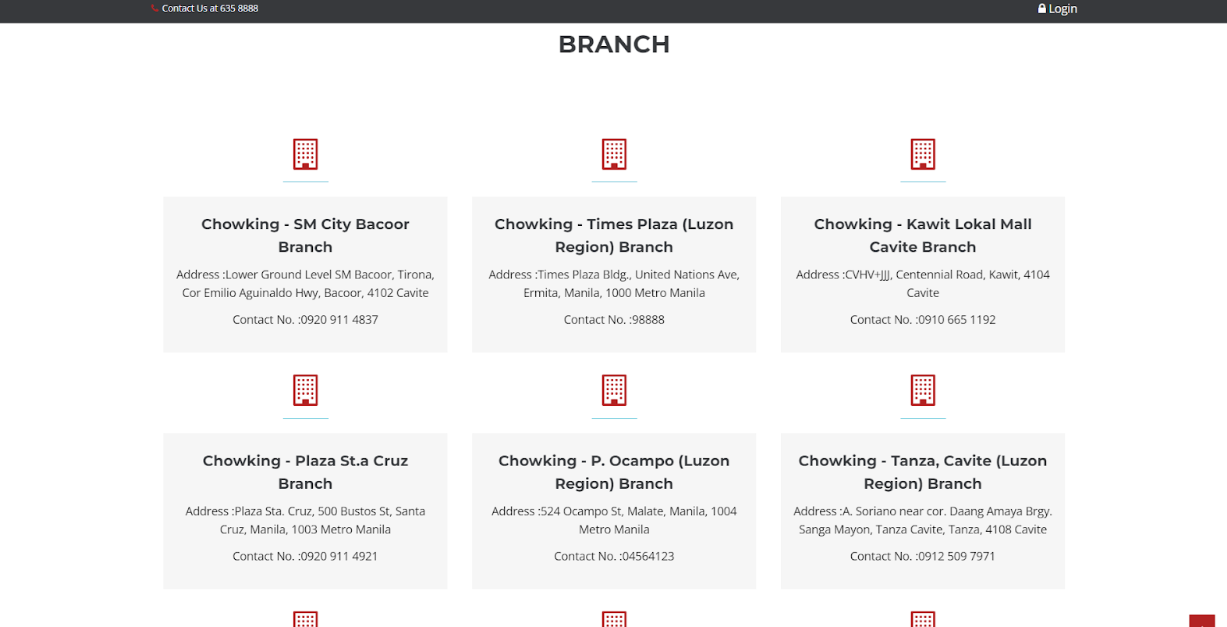 Contact Us at 635 8888
Login
BRANCH
Chowking - SM City Bacoor
Branch
Address :Lower Ground Level SM Bacoor, Tirona,
Cor Emilio Aguinaldo Hwy, Bacoor, 4102 Cavite
Contact No. :0920 911 4837
Chowking - Times Plaza (Luzon
Region) Branch
Address :Times Plaza Bldg., United Nations Ave,
Ermita, Manila, 1000 Metro Manila
Contact No. :98888
Chowking - Kawit Lokal Mall
Cavite Branch
Address :CVHV+JJJ, Centennial Road, Kawit, 4104
Cavite
Contact No. :0910 665 1192
Chowking - Plaza St.a Cruz
Branch
Address :Plaza Sta. Cruz, 500 Bustos St, Santa
Cruz, Manila, 1003 Metro Manila
Contact No. :0920 911 4921
Chowking - P. Ocampo (Luzon
Region) Branch
Address :524 Ocampo St, Malate, Manila, 1004
Metro Manila
Contact No. :04564123
Chowking - Tanza, Cavite (Luzon
Region) Branch
Address :A. Soriano near cor. Daang Amaya Brgy.
Sanga Mayon, Tanza Cavite, Tanza, 4108 Cavite
Contact No. :0912 509 7971